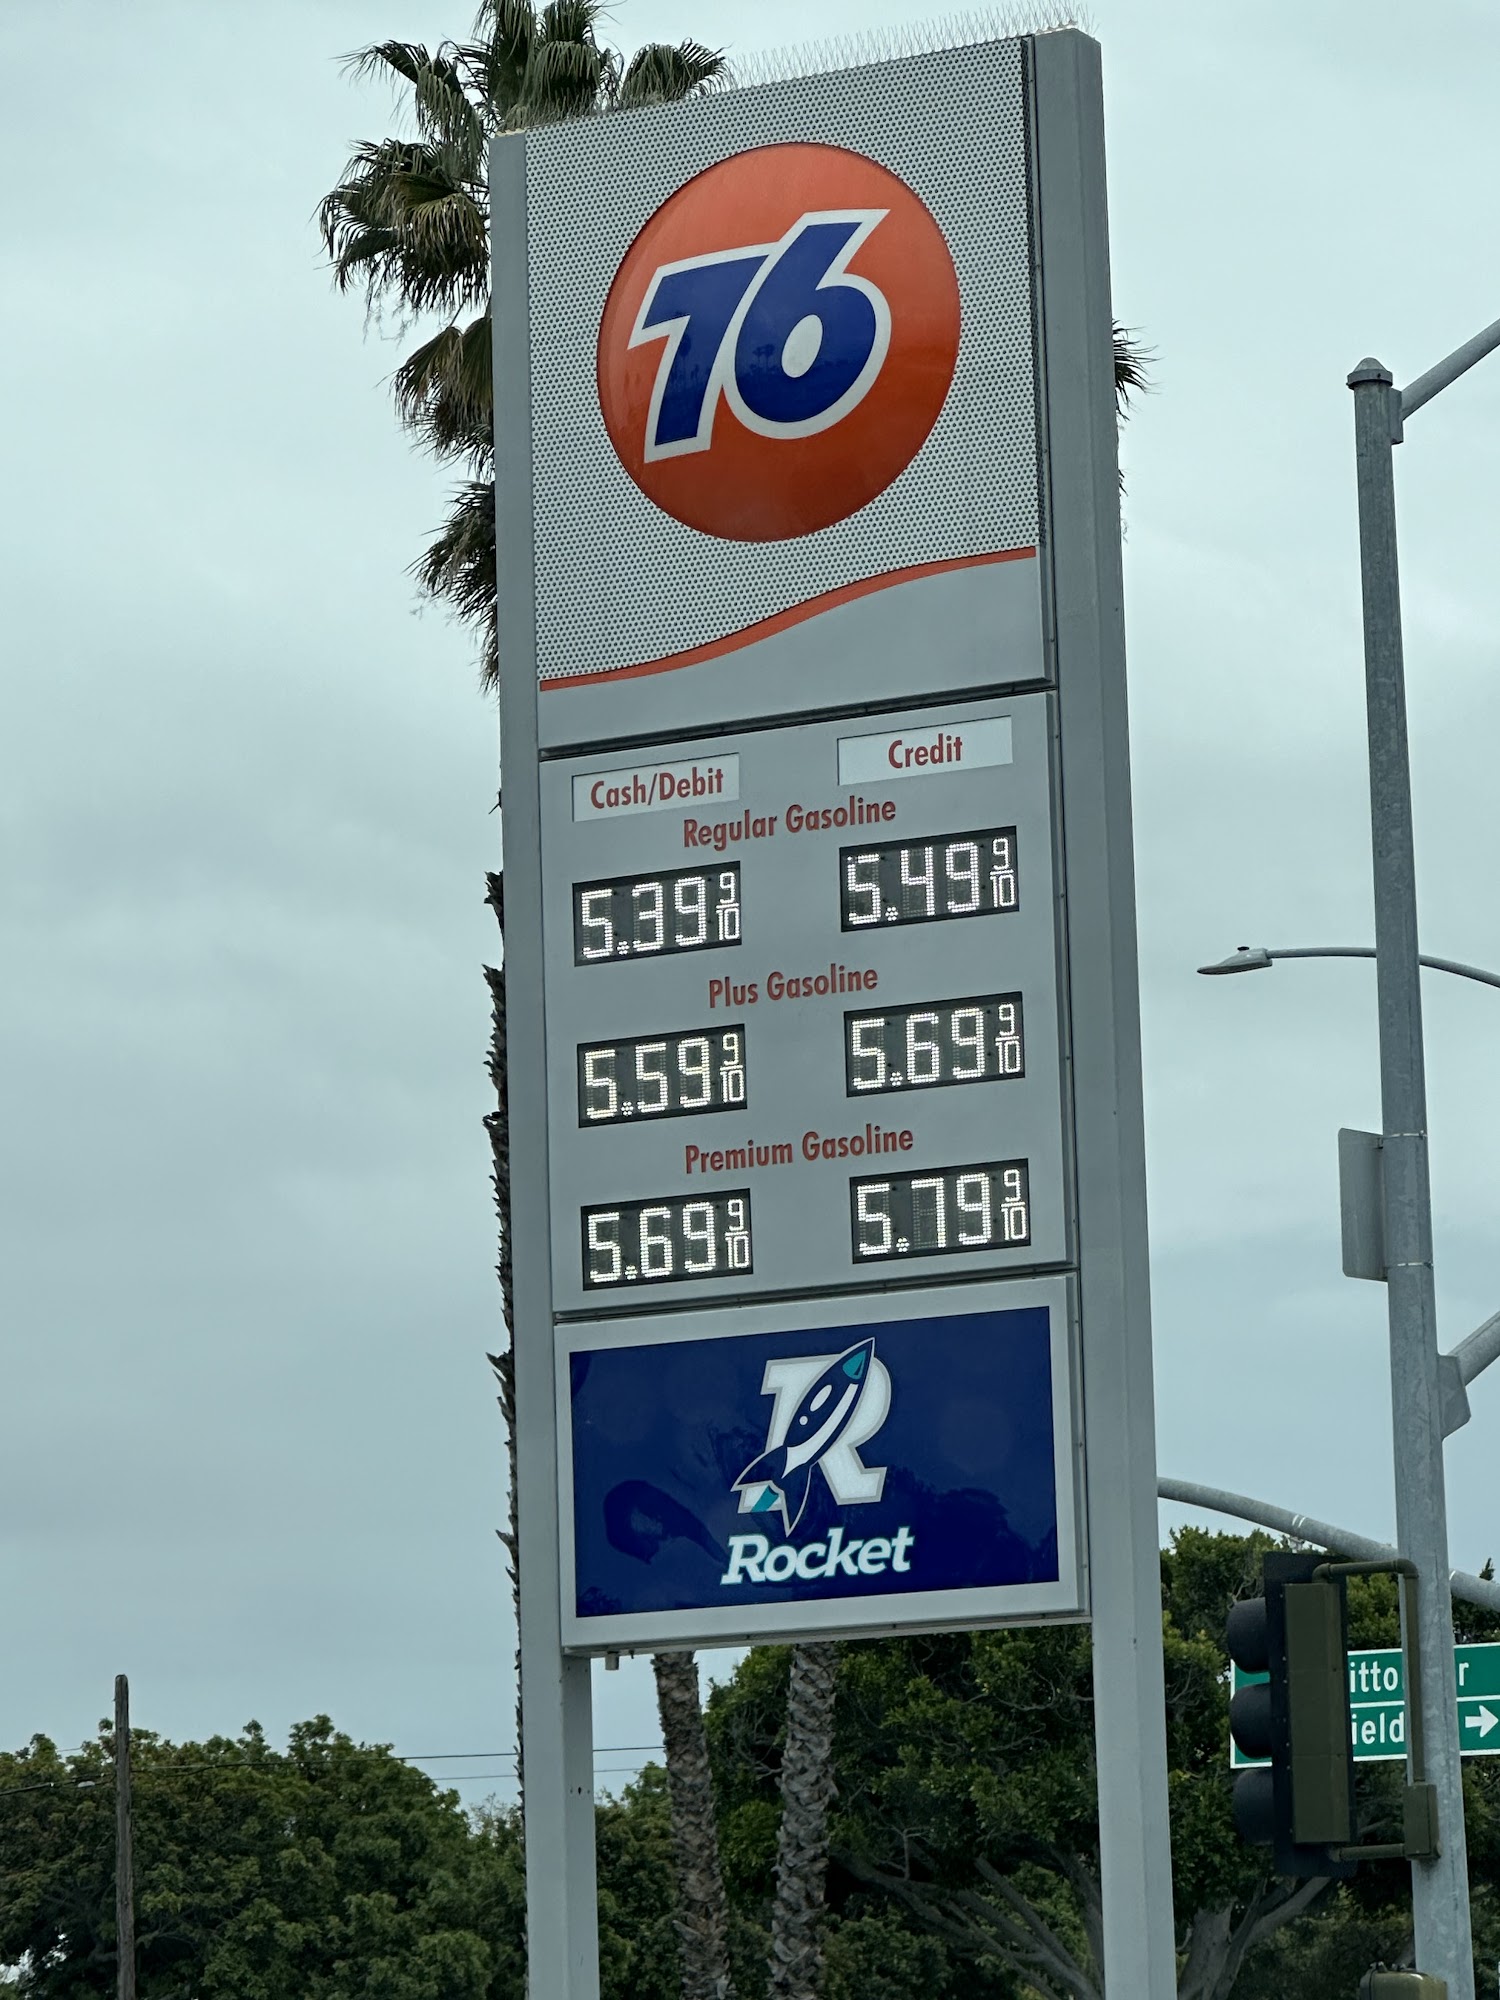 76
Cash/Debit Credit
Regular Gasoline
5.39 9/10 5.49 9/10
Plus Gasoline
5.59 9/10 5.69 9/10
Premium Gasoline
5.69 9/10 5.79 9/10
R
Rocket